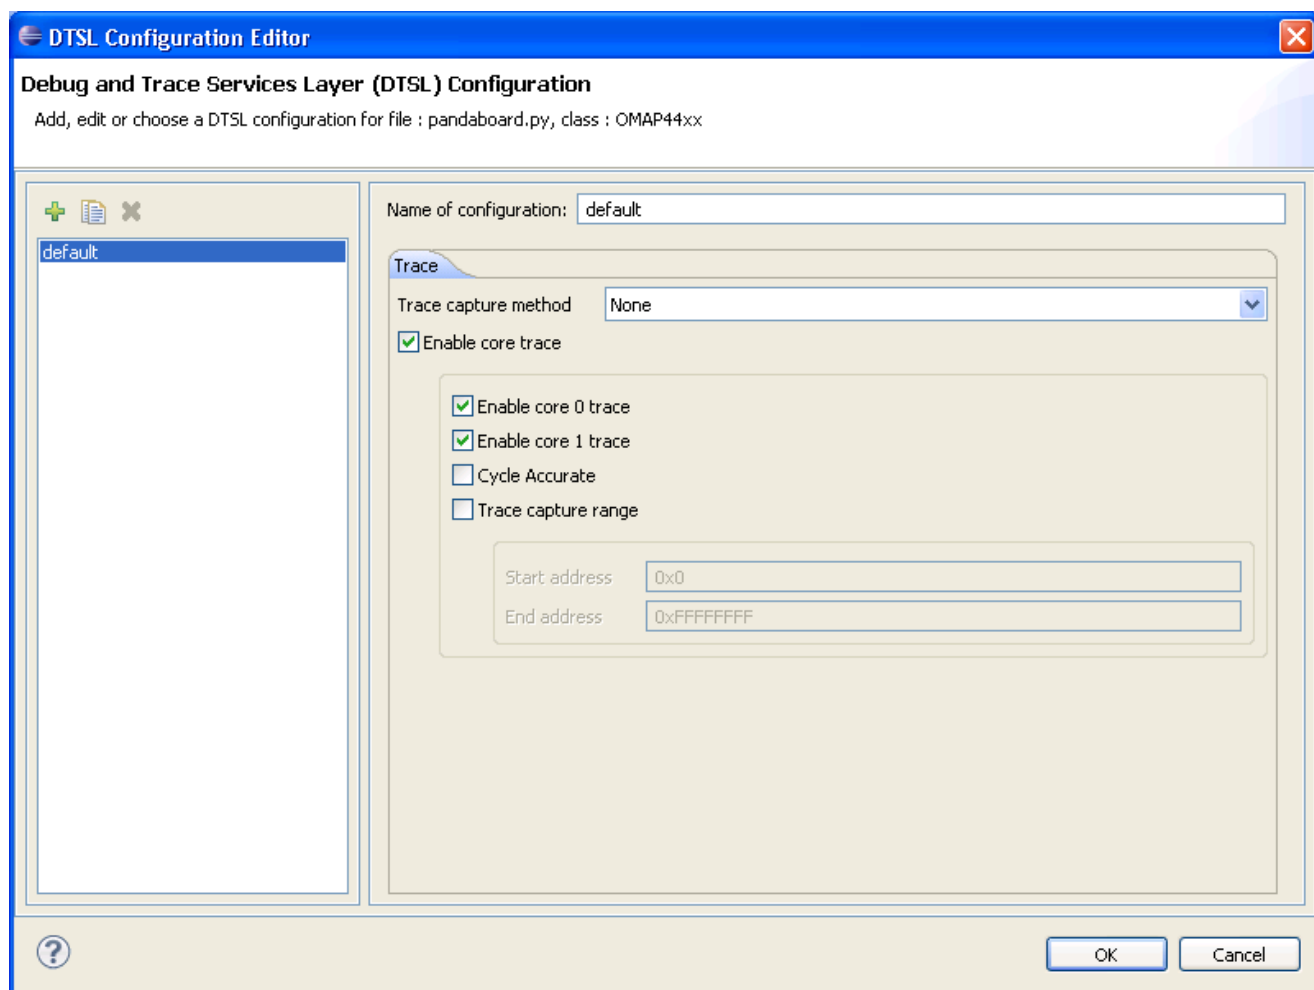 DTSL Configuration Editor
Debug and Trace Services Layer (DTSL) Configuration
Add, edit or choose a DTSL configuration for file : pandaboard.py, class : OMAP44xx
default
Name of configuration: default
Trace
Trace capture method None
Enable core trace
Enable core 0 trace
Enable core 1 trace
Cycle Accurate
Trace capture range
Start address 0x0
End address 0xFFFFFFFF
OK Cancel